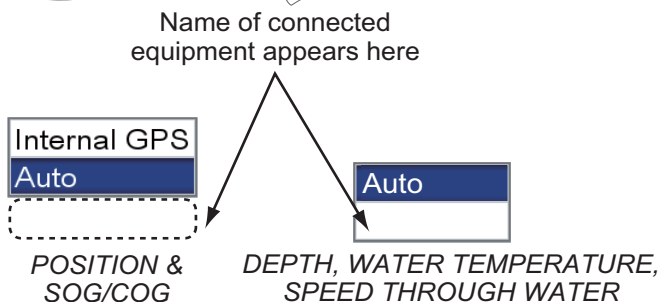 Name of connected
equipment appears here
Internal GPS
Auto
Auto
POSITION &
SOG/COG
DEPTH, WATER TEMPERATURE,
SPEED THROUGH WATER